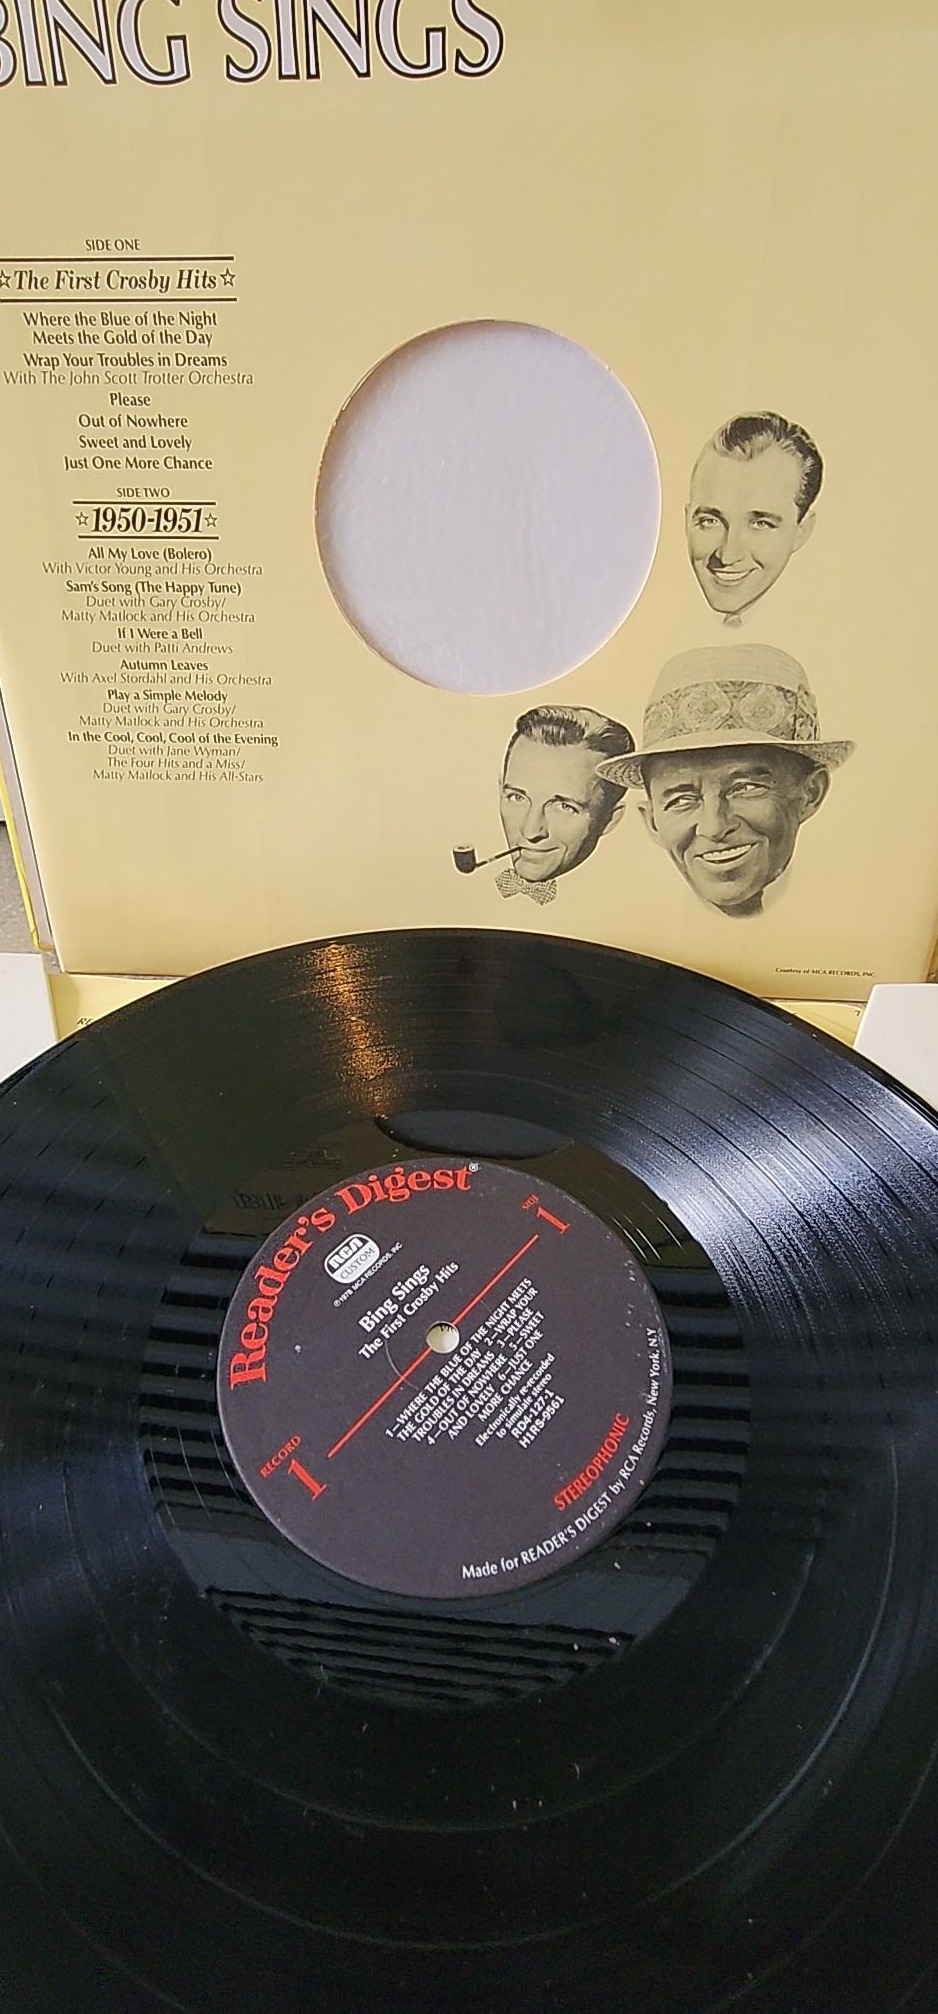 BING SINGS
SIDE ONE
☆The First Crosby Hits☆
Where the Blue of the Night
Meets the Gold of the Day
Wrap Your Troubles in Dreams
With The John Scott Trotter Orchestra
Please
Out of Nowhere
Sweet and Lovely
Just One More Chance
SIDE TWO
☆1950-1951☆
All My Love (Bolero)
With Victor Young and His Orchestra
Sam's Song (The Happy Tune)
Duet with Gary Crosby/
Matty Matlock and His Orchestra
If I Were a Bell
Duet with Patti Andrews
Autumn Leaves
With Axel Stordahl and His Orchestra
Play a Simple Melody
Duet with Gary Crosby/
Matty Matlock and His Orchestra
In the Cool, Cool, Cool of the Evening
Duet with Jane Wyman/
The Four Hits and a Miss/
Matty Matlock and His All-Stars
Courtesy of MCA RECORDS, INC.
Reader's Digest®
RCA
CUSTOM
℗1978 MCA RECORDS, INC
SIDE
1
Bing Sings
The First Crosby Hits
1—WHERE THE BLUE OF THE NIGHT MEETS
THE GOLD OF THE DAY 2—WRAP YOUR
TROUBLES IN DREAMS 3—PLEASE
4—OUT OF NOWHERE 5—SWEET
AND LOVELY 6—JUST ONE
MORE CHANCE
Electronically re-recorded
to simulate stereo
RD4-127-1
H1RS-9561
RECORD
1
STEREOPHONIC
Made for READER'S DIGEST by RCA Records, New York, N.Y.